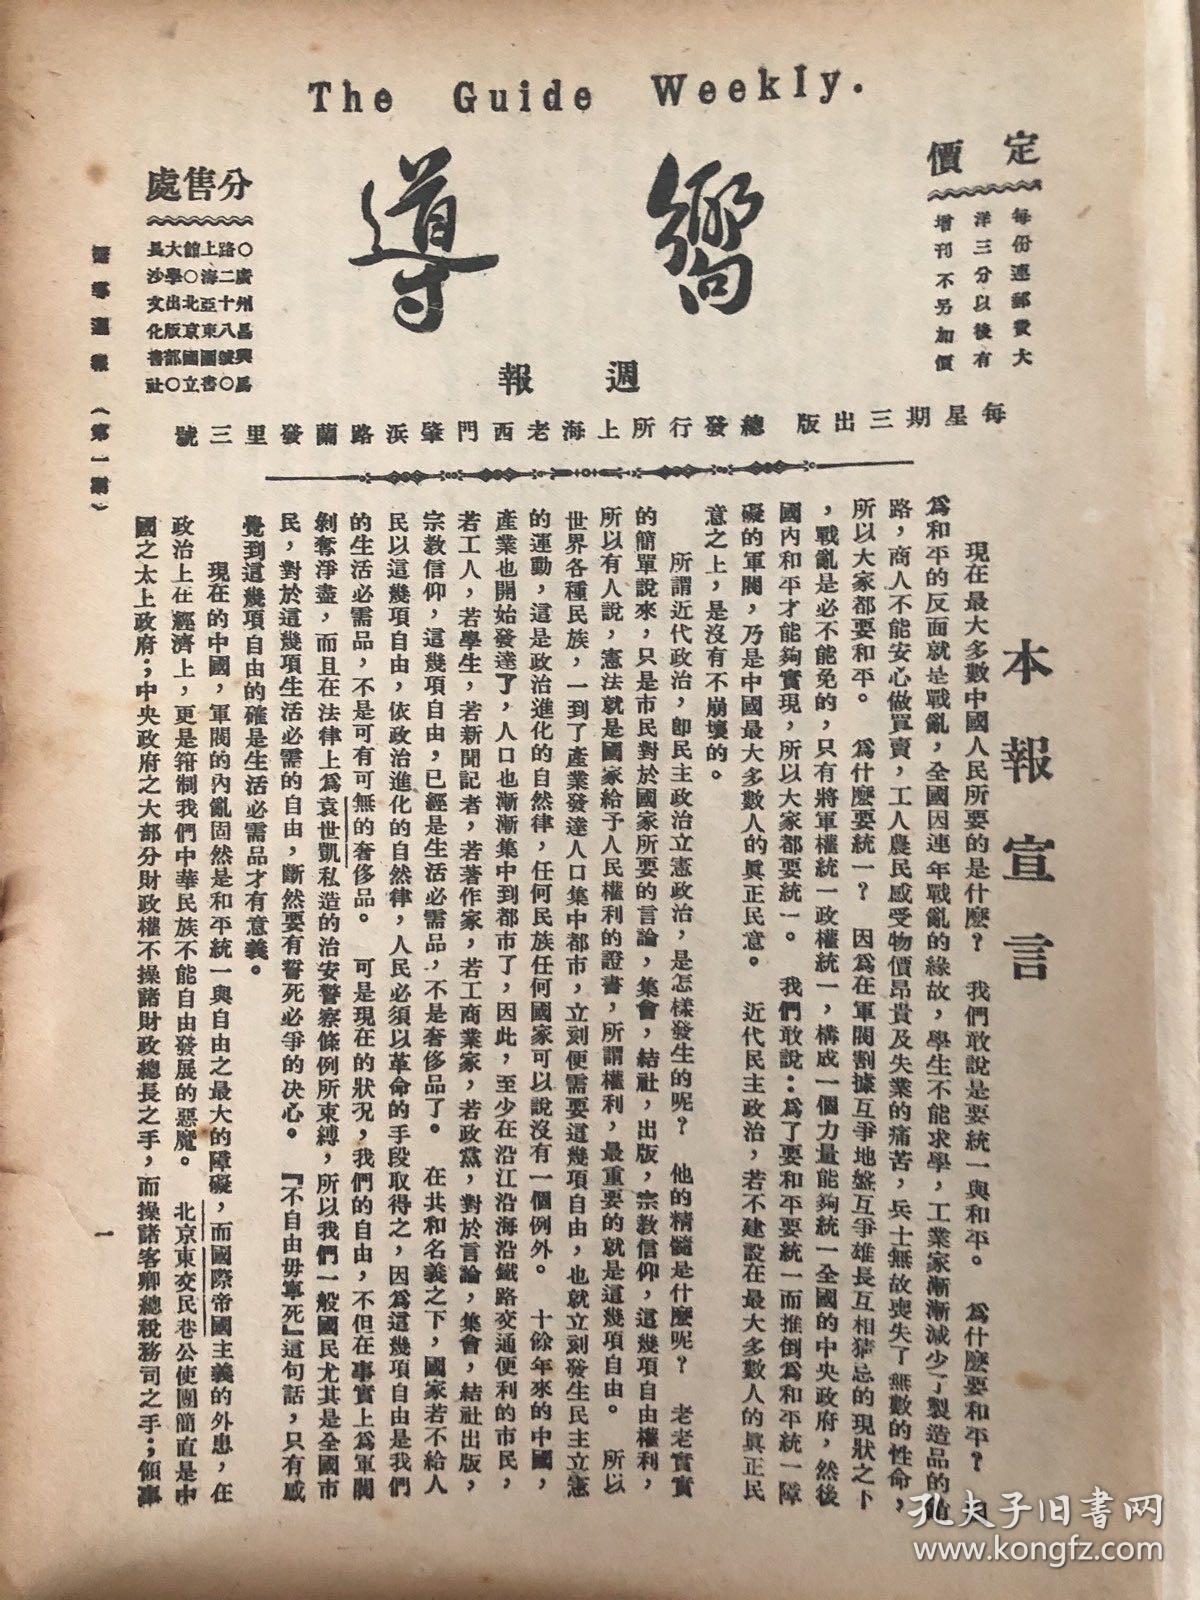 The Guide Weekly.
嚮導
週報
定價
每份連郵費大
洋三分以後有
增刊不另加價
分售處
○廣州昌興馬
路二十八號○
上海亞東圖書
館○北京國立
大學出版部○
長沙文化書社
每星期三出版 總發行所上海老西門肇浜路蘭發里三號
本報宣言
現在最大多數中國人民所要的是什麼? 我們敢說是要統一與和平。 為什麼要和平? 因
為和平的反面就是戰亂,全國因連年戰亂的緣故,學生不能求學,工業家漸漸減少了製造品的銷
路,商人不能安心做買賣,工人農民感受物價昂貴及失業的痛苦,兵士無故喪失了無數的性命,
所以大家都要和平。 為什麼要統一? 因為在軍閥割據互爭地盤互爭雄長互相猜忌的現狀之下
,戰亂是必不能免的,只有將軍權統一政權統一,構成一個力量能夠統一全國的中央政府,然後
國內和平才能夠實現,所以大家都要統一。 我們敢說:為了要和平要統一而推倒為和平統一障
礙的軍閥,乃是中國最大多數人的真正民意。 近代民主政治,若不建設在最大多數人的真正民
意之上,是沒有不崩壞的。
所謂近代政治,即民主政治立憲政治,是怎樣發生的呢? 他的精髓是什麼呢? 老老實實
的簡單說來,只是市民對於國家所要的言論,集會,結社,出版,宗教信仰,這幾項自由權利,
所以有人說,憲法就是國家給予人民權利的證書,所謂權利,最重要的就是這幾項自由。 所以
世界各種民族,一到了產業發達人口集中都市,立刻便需要這幾項自由,也就立刻發生民主立憲
的運動,這是政治進化的自然律,任何民族任何國家可以說沒有一個例外。 十餘年來的中國,
產業也開始發達了,人口也漸漸集中到都市了,因此,至少在沿江沿海沿鐵路交通便利的市民,
若工人,若學生,若新聞記者,若著作家,若工商業家,若政黨,對於言論,集會,結社出版,
宗教信仰,這幾項自由,已經是生活必需品,不是奢侈品了。 在共和名義之下,國家若不給人
民以這幾項自由,依政治進化的自然律,人民必須以革命的手段取得之,因為這幾項自由是我們
的生活必需品,不是可有可無的奢侈品。 可是現在的狀況,我們的自由,不但在事實上為軍閥
剝奪淨盡,而且在法律上為袁世凱私造的治安警察條例所束縛,所以我們一般國民尤其是全國市
民,對於這幾項生活必需的自由,斷然要有誓死必爭的決心。 『不自由毋寧死』這句話,只有感
覺到這幾項自由的確是生活必需品才有意義。
現在的中國,軍閥的內亂固然是和平統一與自由之最大的障礙,而國際帝國主義的外患,在
政治上在經濟上,更是箝制我們中華民族不能自由發展的惡魔。 北京東交民巷公使團簡直是中
國之太上政府;中央政府之大部分財政權不操諸財政總長之手,而操諸客卿總稅務司之手;領事
嚮導週報 (第一期)
一
孔夫子旧书网
www.kongfz.com